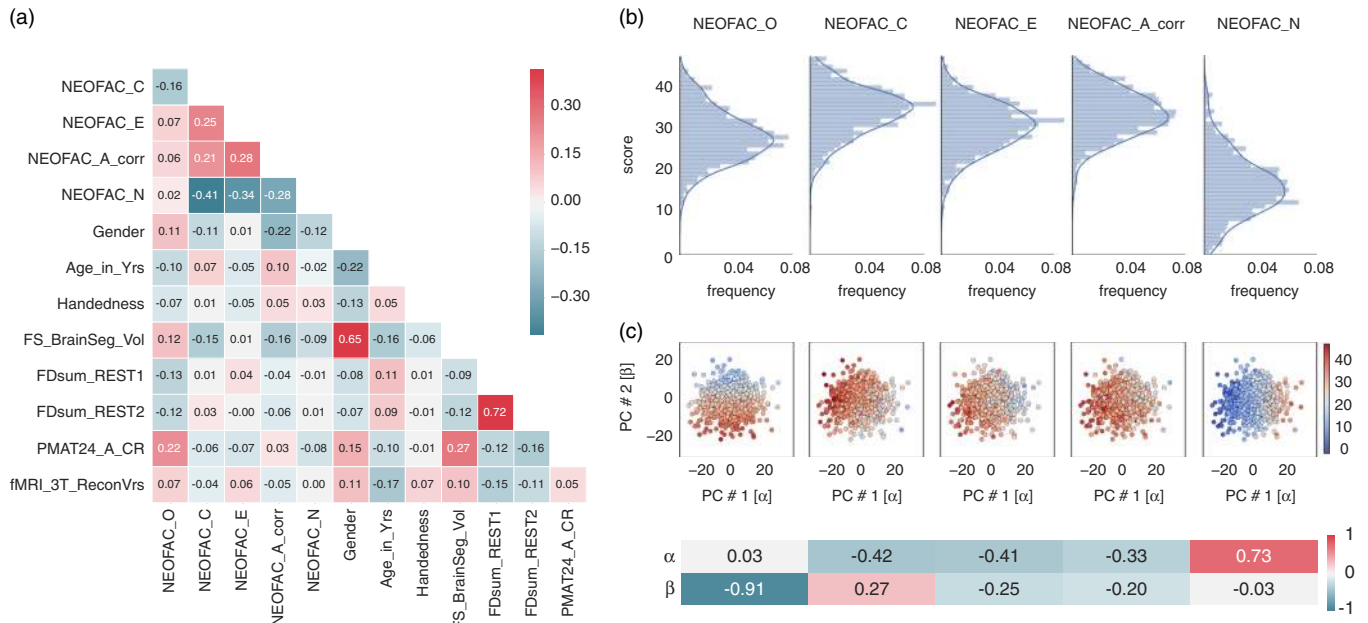 (a)
NEOFAC_C -0.16
NEOFAC_E 0.07 0.25
NEOFAC_A_corr 0.06 0.21 0.28
NEOFAC_N 0.02 -0.41 -0.34 -0.28
Gender 0.11 -0.11 0.01 -0.22 -0.12
Age_in_Yrs -0.10 0.07 -0.05 0.10 -0.02 -0.22
Handedness -0.07 0.01 -0.05 0.05 0.03 -0.13 0.05
FS_BrainSeg_Vol 0.12 -0.15 0.01 -0.16 -0.09 0.65 -0.16 -0.06
FDsum_REST1 -0.13 0.01 0.04 -0.04 -0.01 -0.08 0.11 0.01 -0.09
FDsum_REST2 -0.12 0.03 -0.00 -0.06 0.01 -0.07 0.09 -0.01 -0.12 0.72
PMAT24_A_CR 0.22 -0.06 -0.07 0.03 -0.08 0.15 -0.10 -0.01 0.27 -0.12 -0.16
fMRI_3T_ReconVrs 0.07 -0.04 0.06 -0.05 0.00 0.11 -0.17 0.07 0.10 -0.15 -0.11 0.05
NEOFAC_O
NEOFAC_C
NEOFAC_E
NEOFAC_A_corr
NEOFAC_N
Gender
Age_in_Yrs
Handedness
FS_BrainSeg_Vol
FDsum_REST1
FDsum_REST2
PMAT24_A_CR
0.30
0.15
0.00
−0.15
−0.30
(b)
NEOFAC_O NEOFAC_C NEOFAC_E NEOFAC_A_corr NEOFAC_N
score
40
30
20
10
0
0.04 0.08 0.04 0.08 0.04 0.08 0.04 0.08 0.04 0.08
frequency frequency frequency frequency frequency
(c)
PC # 2 [β]
20
0
−20
−20 0 20 −20 0 20 −20 0 20 −20 0 20 −20 0 20
PC # 1 [α] PC # 1 [α] PC # 1 [α] PC # 1 [α] PC # 1 [α]
40
30
20
10
0
α 0.03 -0.42 -0.41 -0.33 0.73
β -0.91 0.27 -0.25 -0.20 -0.03
1
0
-1